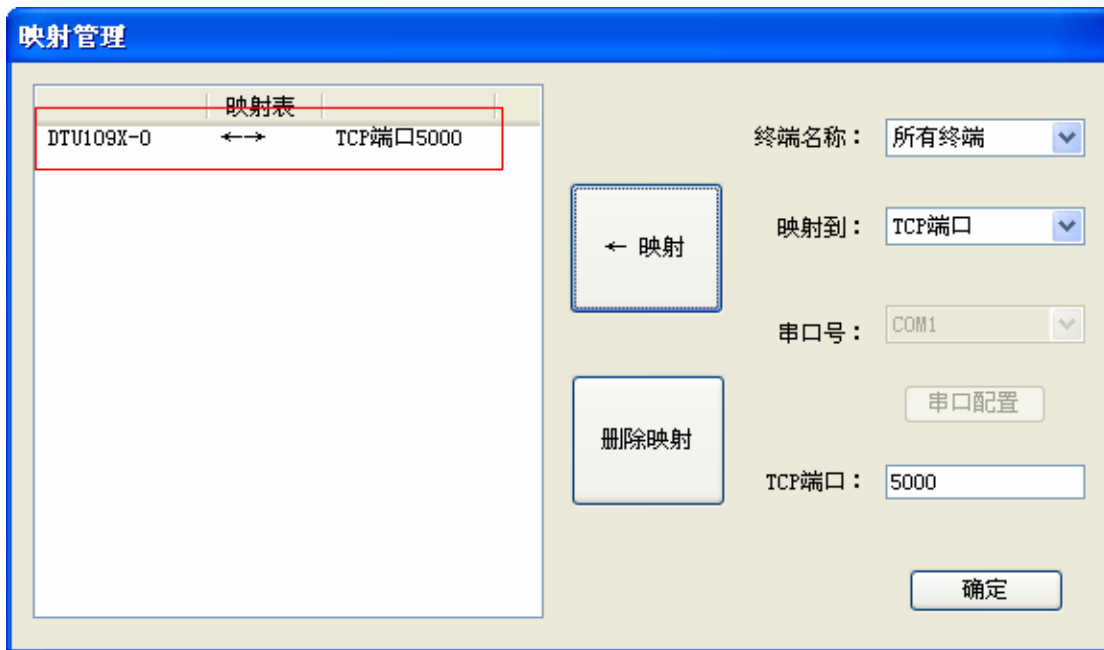 映射管理
映射表
DTU109X-0 ←→ TCP端口5000
终端名称： 所有终端
← 映射
映射到： TCP端口
串口号： COM1
串口配置
删除映射
TCP端口： 5000
确定